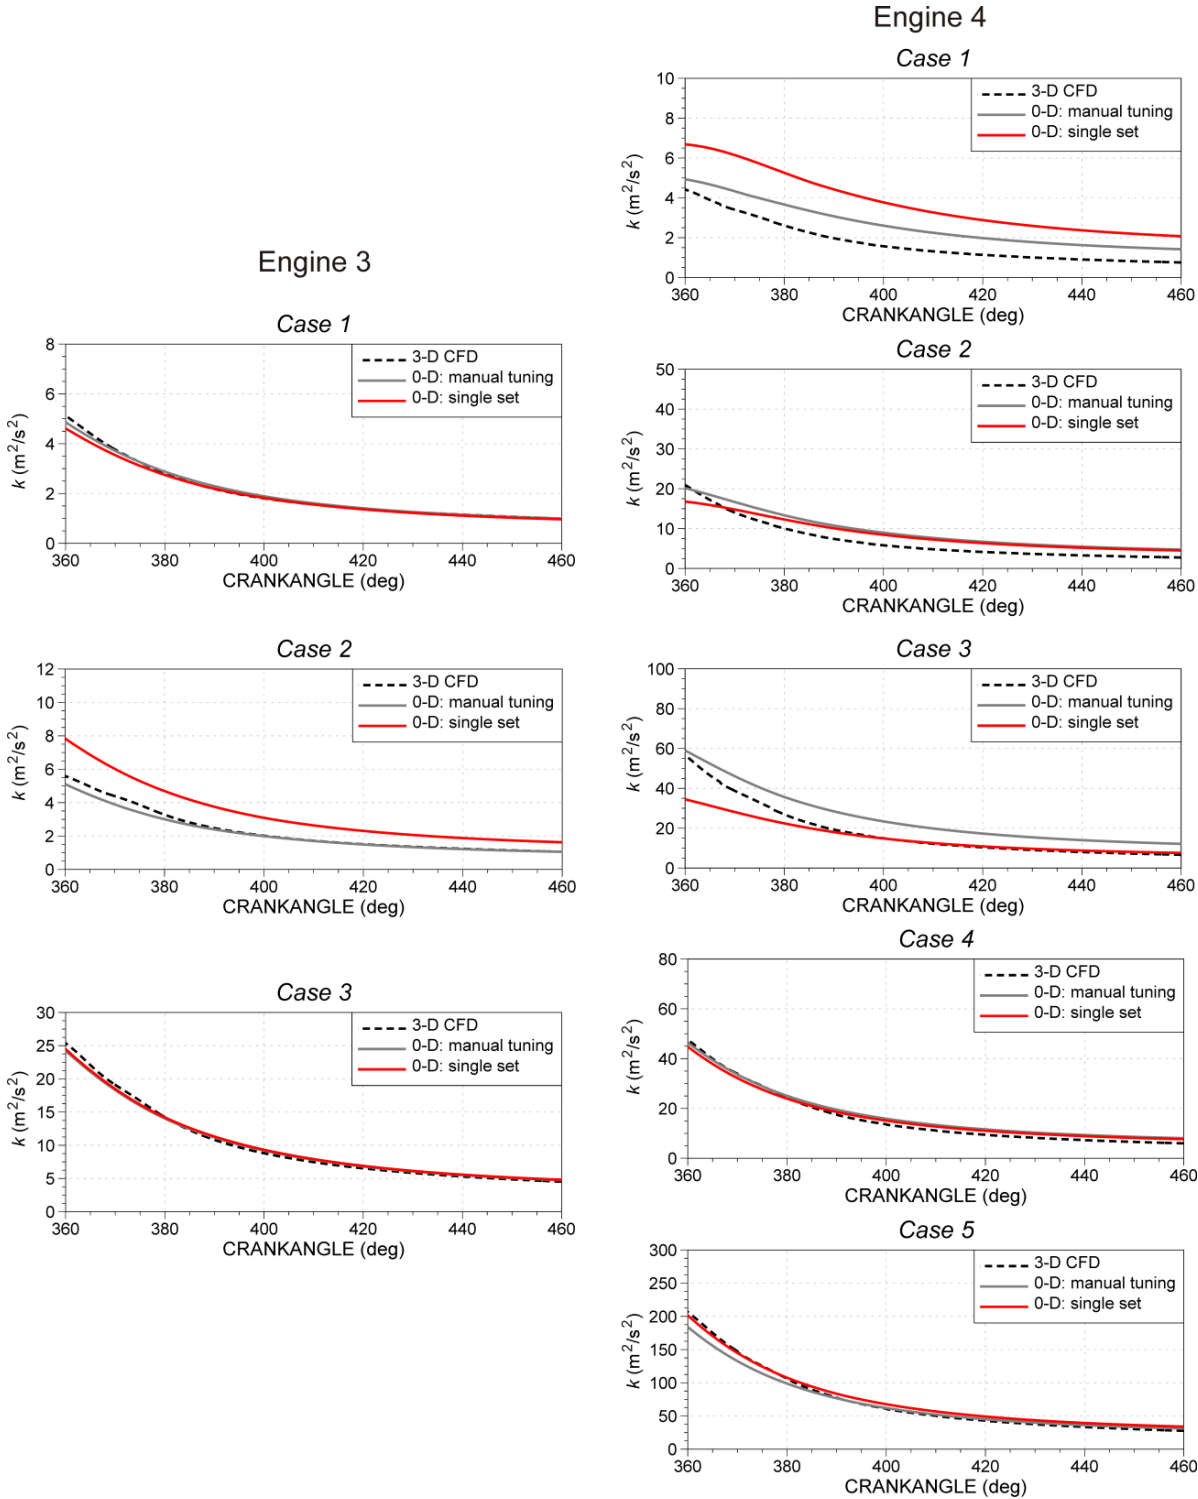 Engine 3
Case 1
8
6
4
2
0
k (m²/s²)
3-D CFD
0-D: manual tuning
0-D: single set
360 380 400 420 440 460
CRANKANGLE (deg)
Case 2
12
10
8
6
4
2
0
k (m²/s²)
3-D CFD
0-D: manual tuning
0-D: single set
360 380 400 420 440 460
CRANKANGLE (deg)
Case 3
30
25
20
15
10
5
0
k (m²/s²)
3-D CFD
0-D: manual tuning
0-D: single set
360 380 400 420 440 460
CRANKANGLE (deg)
Engine 4
Case 1
10
8
6
4
2
0
k (m²/s²)
3-D CFD
0-D: manual tuning
0-D: single set
360 380 400 420 440 460
CRANKANGLE (deg)
Case 2
50
40
30
20
10
0
k (m²/s²)
3-D CFD
0-D: manual tuning
0-D: single set
360 380 400 420 440 460
CRANKANGLE (deg)
Case 3
100
80
60
40
20
0
k (m²/s²)
3-D CFD
0-D: manual tuning
0-D: single set
360 380 400 420 440 460
CRANKANGLE (deg)
Case 4
80
60
40
20
0
k (m²/s²)
3-D CFD
0-D: manual tuning
0-D: single set
360 380 400 420 440 460
CRANKANGLE (deg)
Case 5
300
250
200
150
100
50
0
k (m²/s²)
3-D CFD
0-D: manual tuning
0-D: single set
360 380 400 420 440 460
CRANKANGLE (deg)